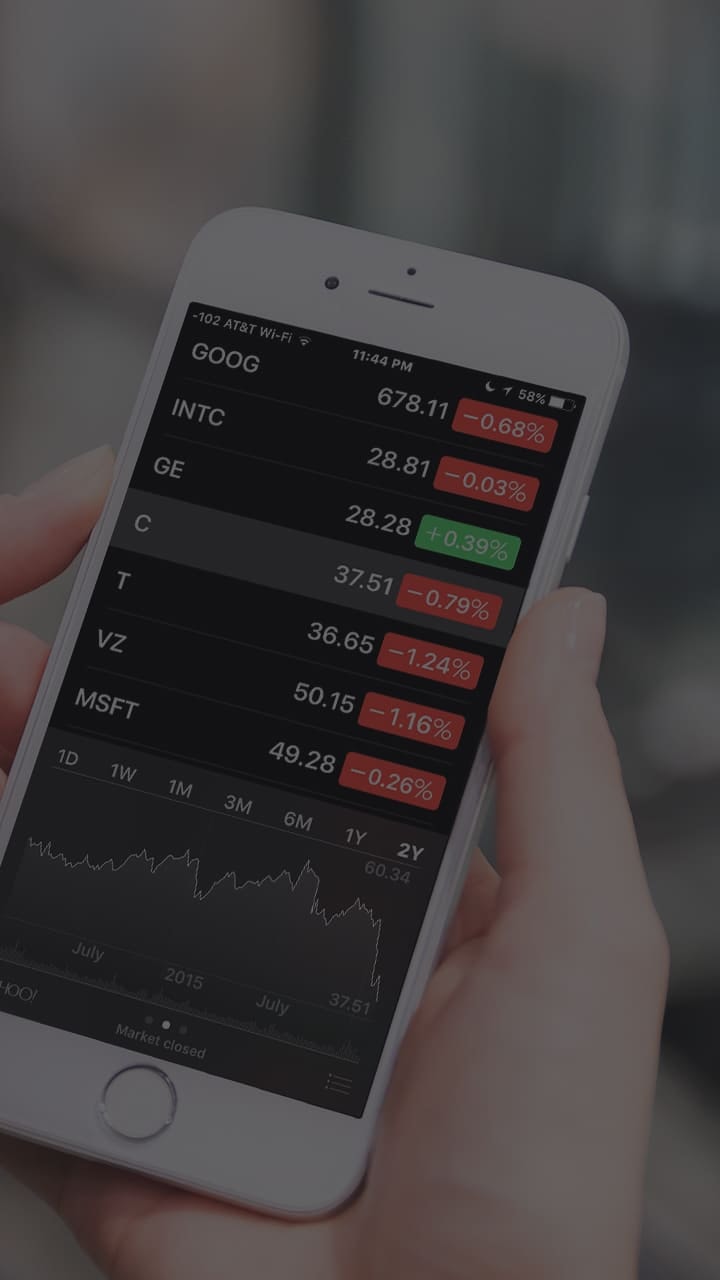 -102 AT&T Wi-Fi 11:44 PM 58%
GOOG 678.11 −0.68%
INTC 28.81 −0.03%
GE 28.28 +0.39%
C 37.51 −0.79%
T 36.65 −1.24%
VZ 50.15 −1.16%
MSFT 49.28 −0.26%
1D 1W 1M 3M 6M 1Y 2Y
60.34
July 2015 July 37.51
HOO!
Market closed